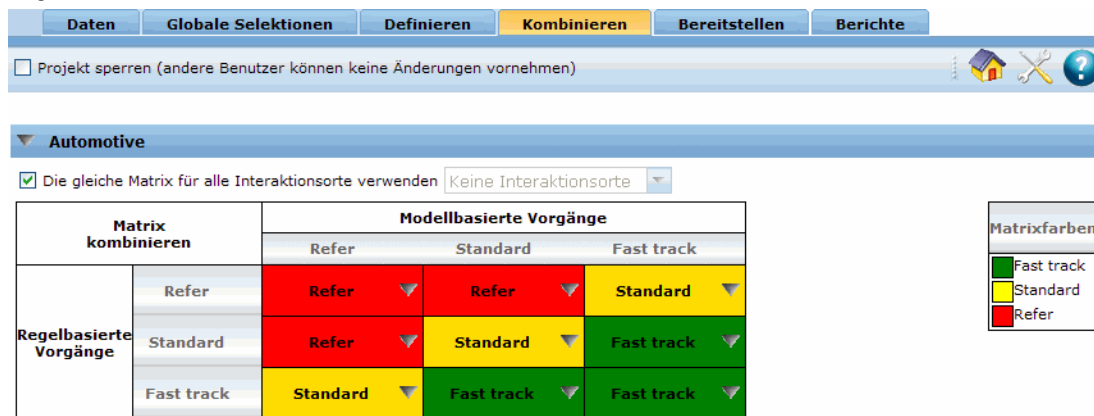 Daten Globale Selektionen Definieren Kombinieren Bereitstellen Berichte
Projekt sperren (andere Benutzer können keine Änderungen vornehmen)
Automotive
Die gleiche Matrix für alle Interaktionsorte verwenden Keine Interaktionsorte
Matrix
kombinieren
Modellbasierte Vorgänge
Refer Standard Fast track
Regelbasierte
Vorgänge
Refer Refer Refer Standard
Standard Refer Standard Fast track
Fast track Standard Fast track Fast track
Matrixfarben
Fast track
Standard
Refer